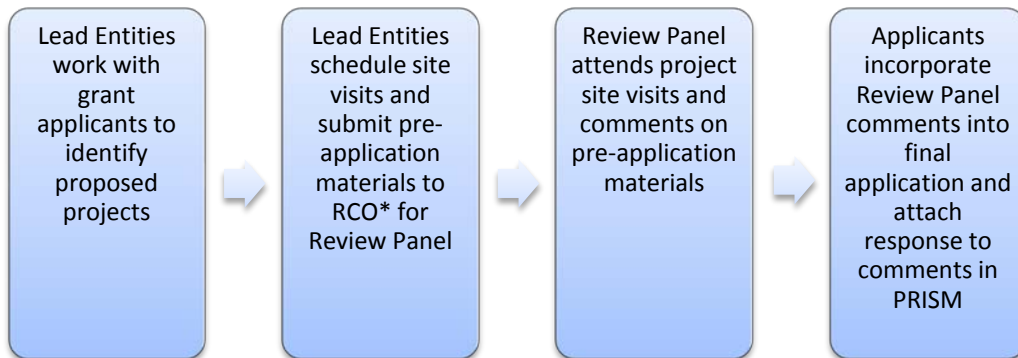 Lead Entities
work with
grant
applicants to
identify
proposed
projects
Lead Entities
schedule site
visits and
submit pre-
application
materials to
RCO* for
Review Panel
Review Panel
attends project
site visits and
comments on
pre-application
materials
Applicants
incorporate
Review Panel
comments into
final
application and
attach
response to
comments in
PRISM